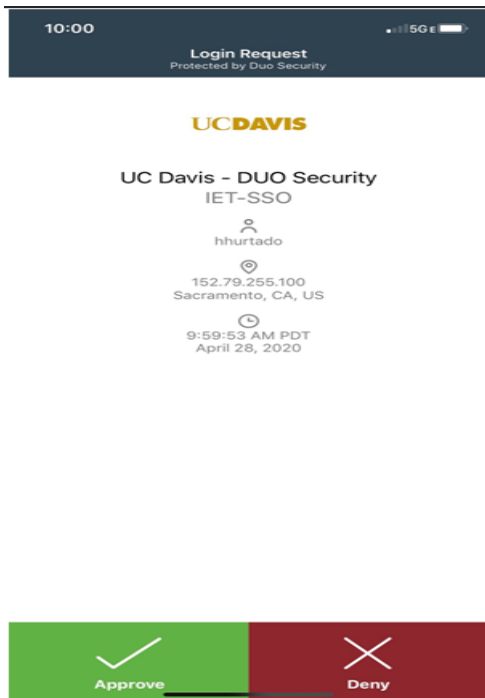 10:00
5GE
Login Request
Protected by Duo Security
UCDAVIS
UC Davis - DUO Security
IET-SSO
hhurtado
152.79.255.100
Sacramento, CA, US
9:59:53 AM PDT
April 28, 2020
Approve
Deny